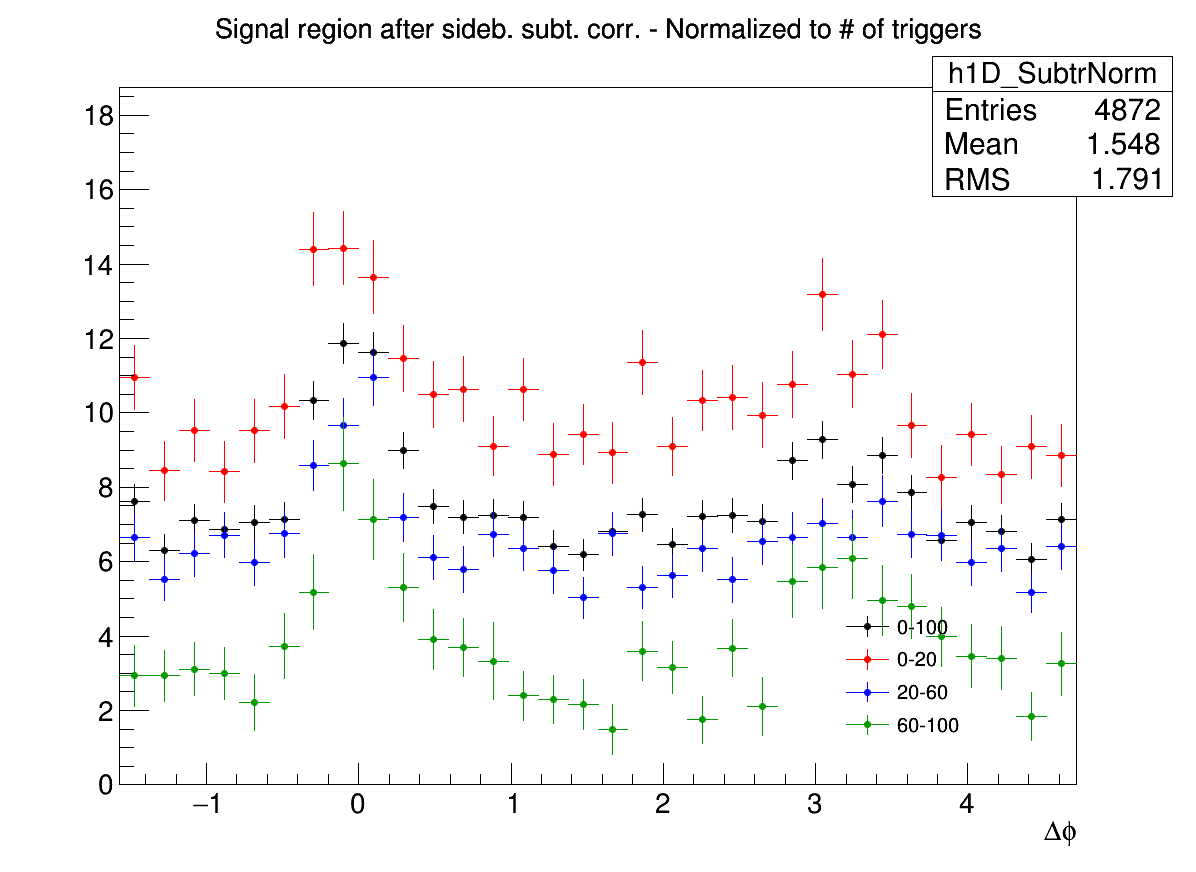 Signal region after sideb. subt. corr. - Normalized to # of triggers
h1D_SubtrNorm
Entries 4872
Mean 1.548
RMS 1.791
18
16
14
12
10
8
6
4
2
0
0-100
0-20
20-60
60-100
−1 0 1 2 3 4
Δϕ